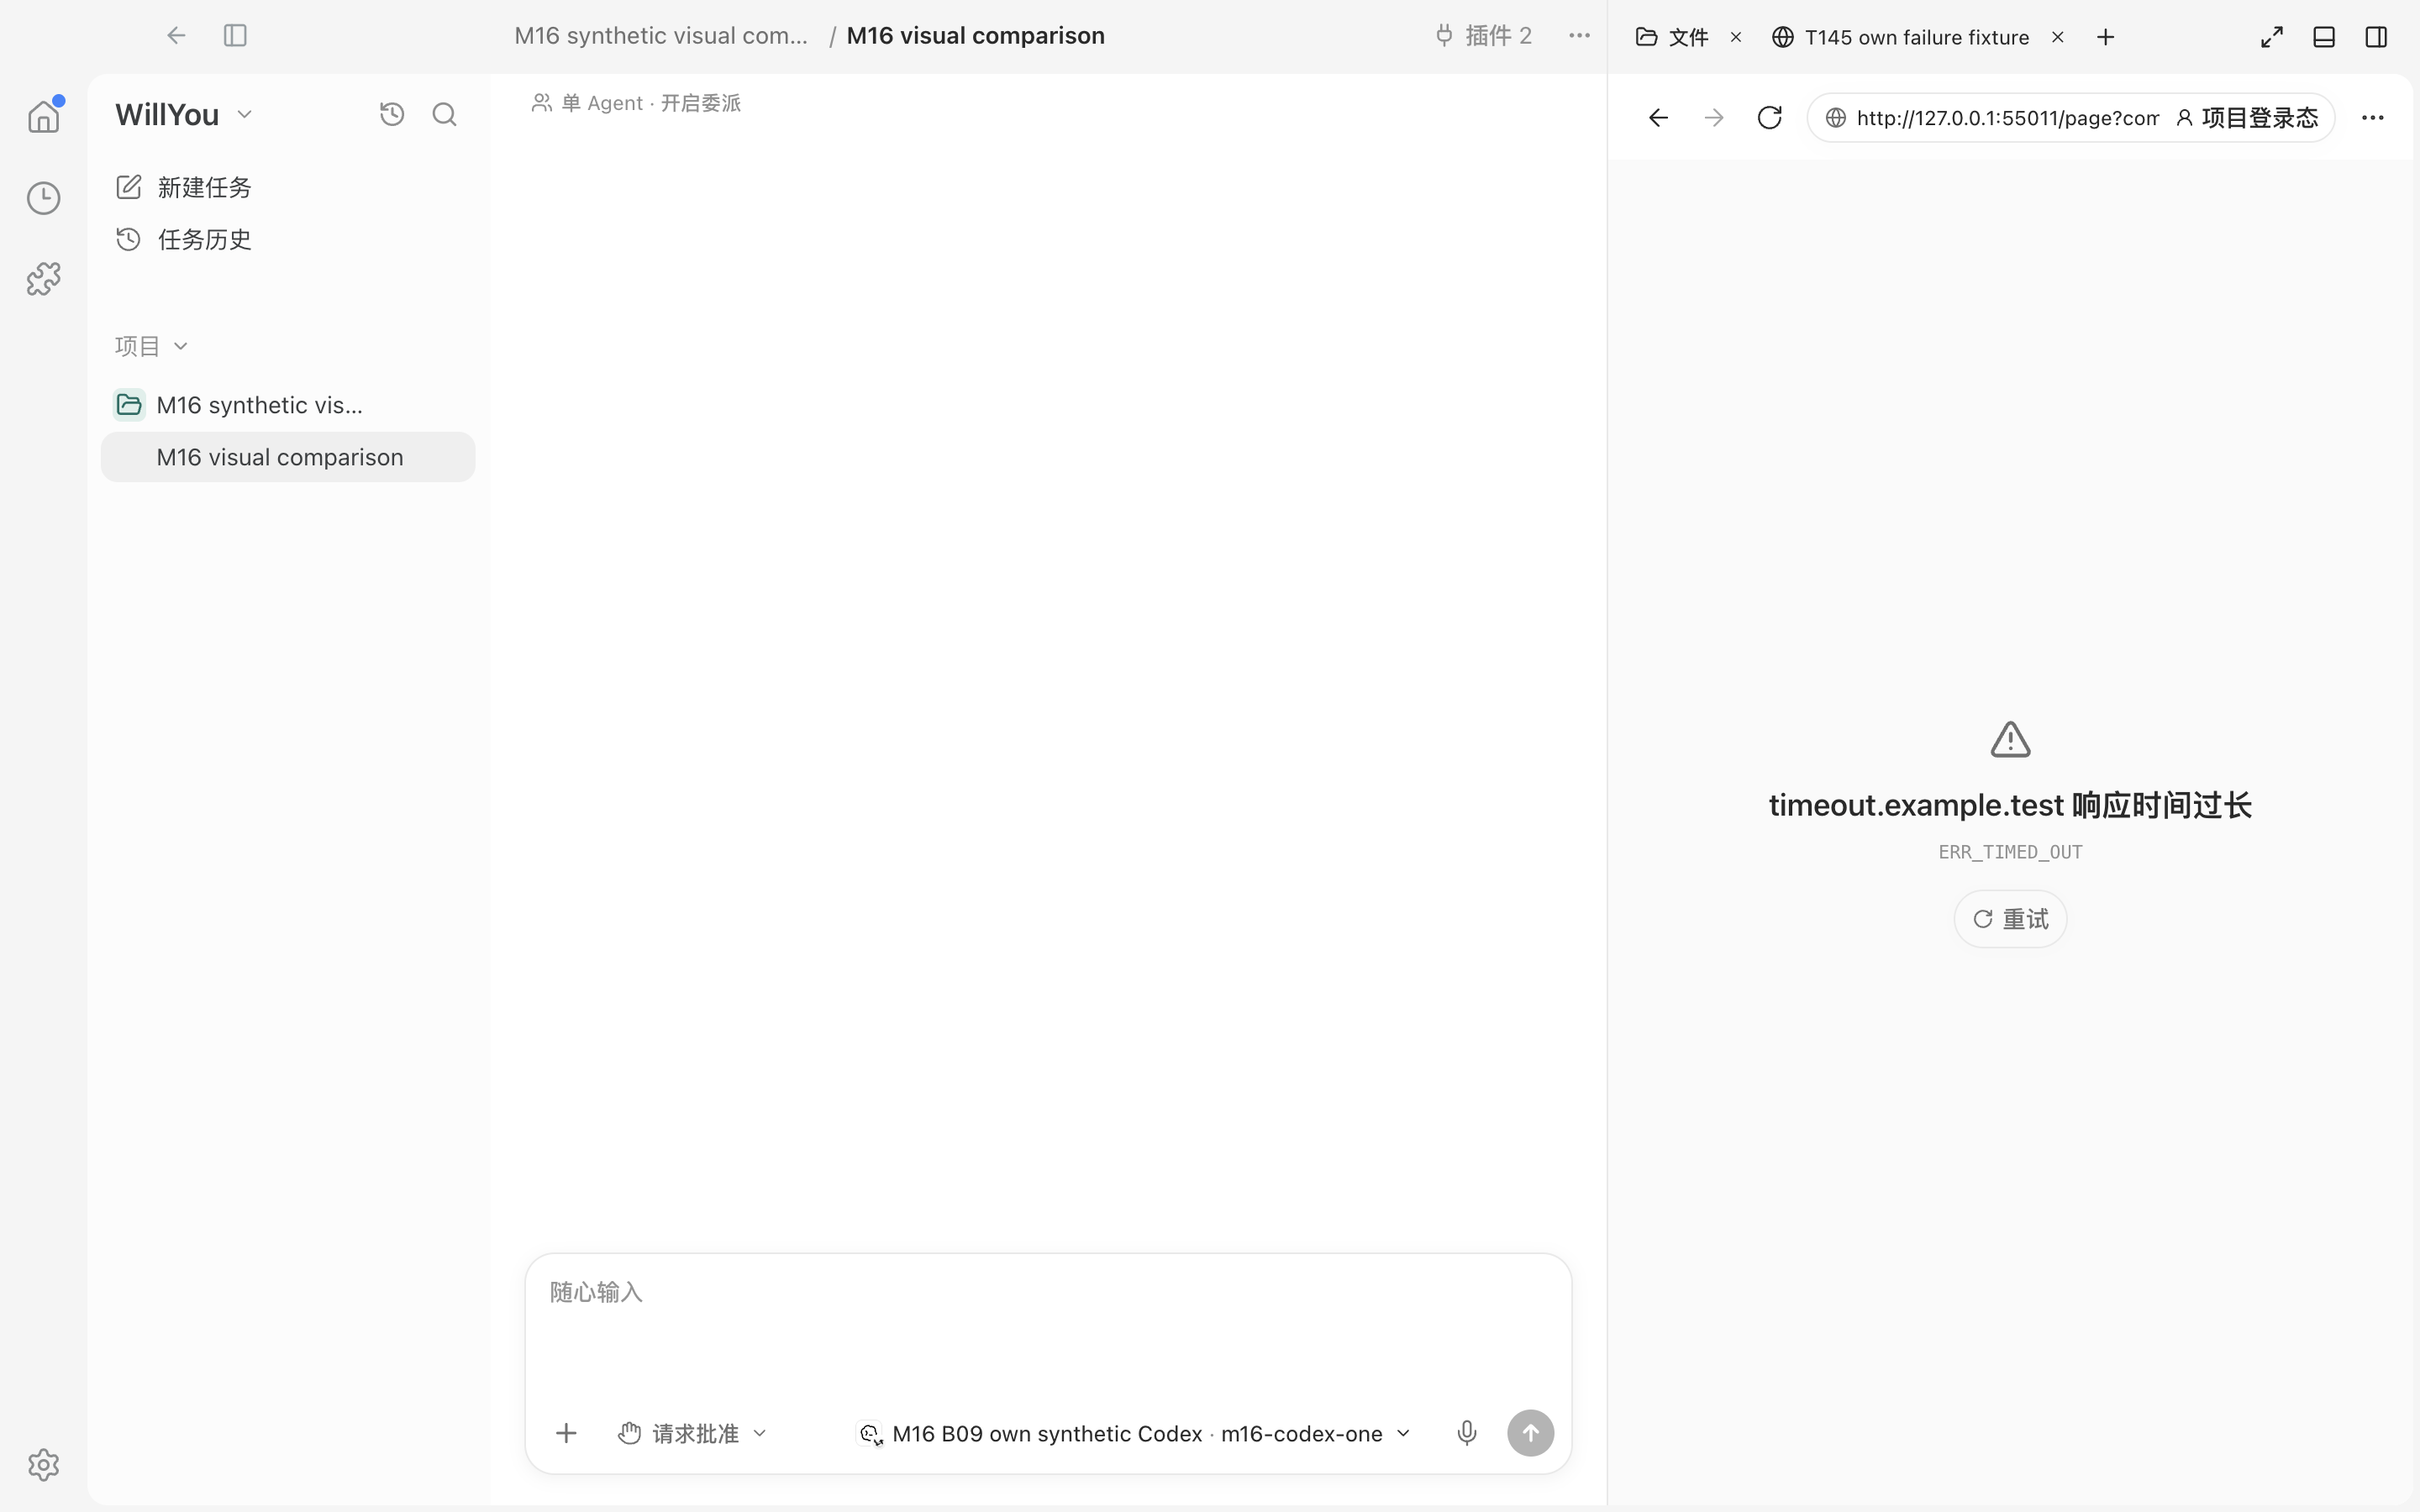 M16 synthetic visual com... / M16 visual comparison
插件 2
文件
T145 own failure fixture
WillYou
新建任务
任务历史
项目
M16 synthetic vis...
M16 visual comparison
单 Agent · 开启委派
http://127.0.0.1:55011/page?com
项目登录态
timeout.example.test 响应时间过长
ERR_TIMED_OUT
重试
随心输入
请求批准
M16 B09 own synthetic Codex · m16-codex-one